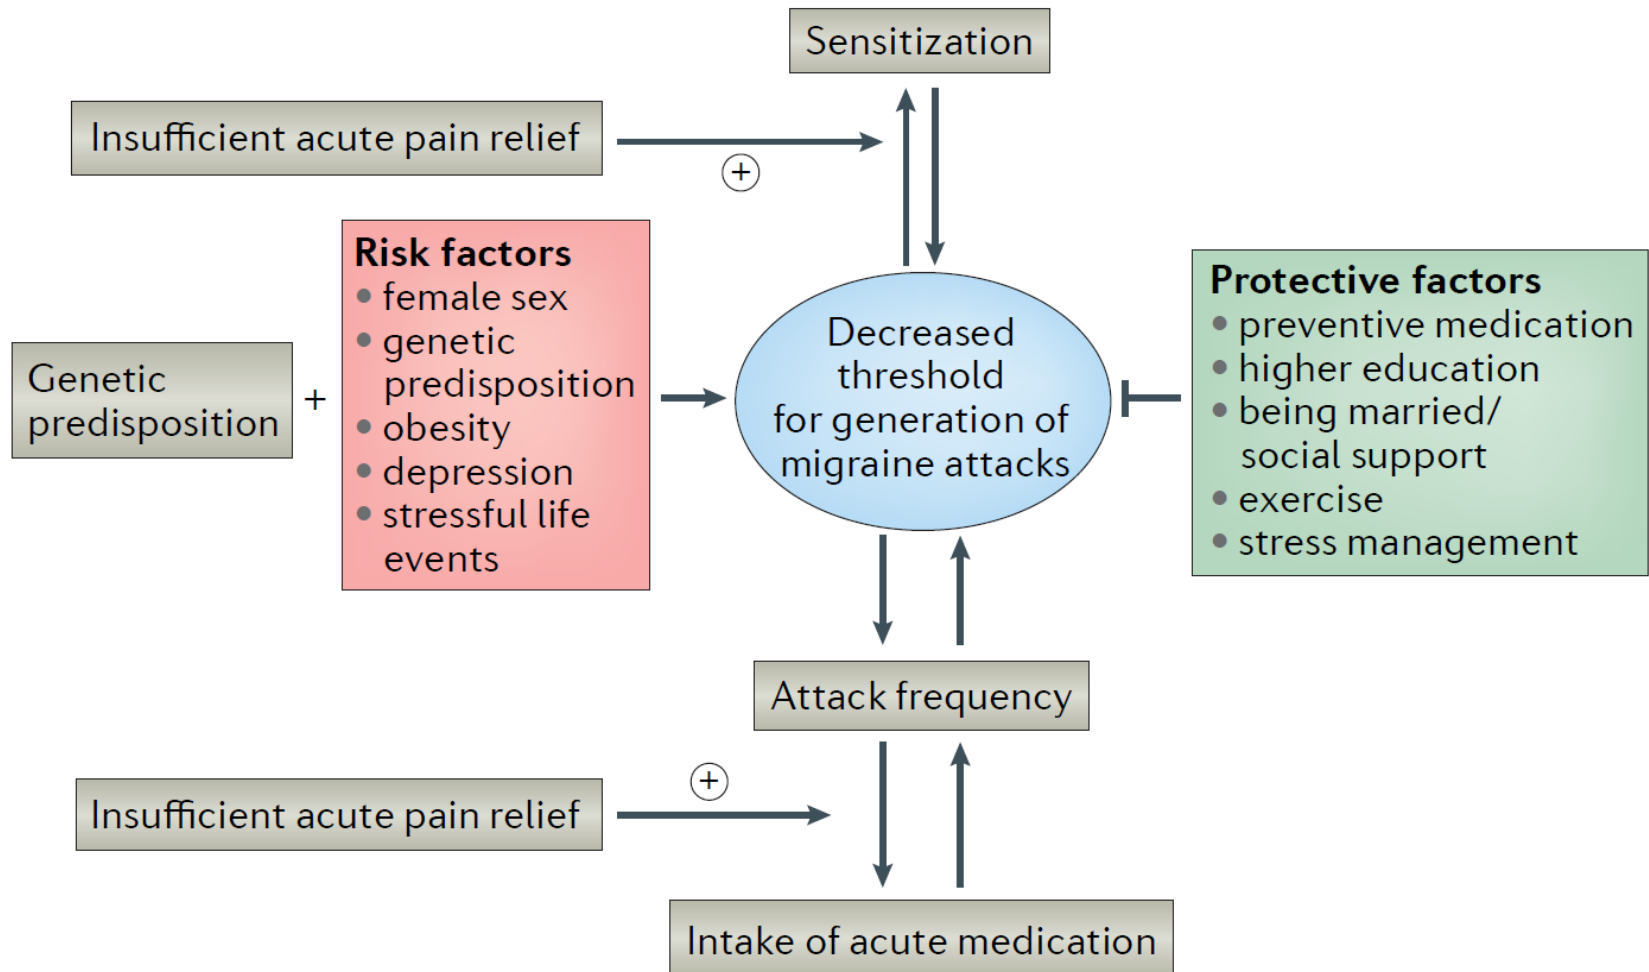 Sensitization
Insufficient acute pain relief
+
Risk factors
• female sex
• genetic
predisposition
• obesity
• depression
• stressful life
events
Genetic
predisposition
+
Decreased
threshold
for generation of
migraine attacks
Protective factors
• preventive medication
• higher education
• being married/
social support
• exercise
• stress management
Attack frequency
+
Insufficient acute pain relief
Intake of acute medication